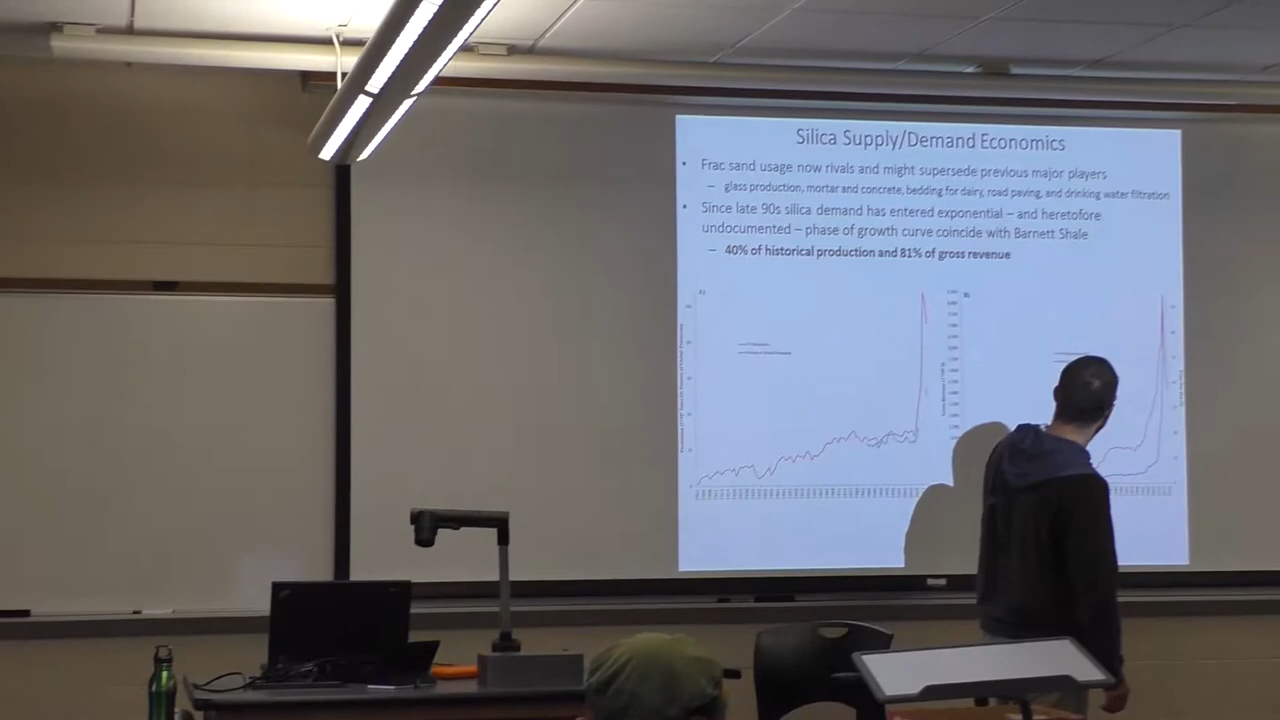 Silica Supply/Demand Economics
• Frac sand usage now rivals and might supersede previous major players
– glass production, mortar and concrete, bedding for dairy, road paving, and drinking water filtration
• Since late 90s silica demand has entered exponential – and heretofore
undocumented – phase of growth curve coincide with Barnett Shale
– 40% of historical production and 81% of gross revenue